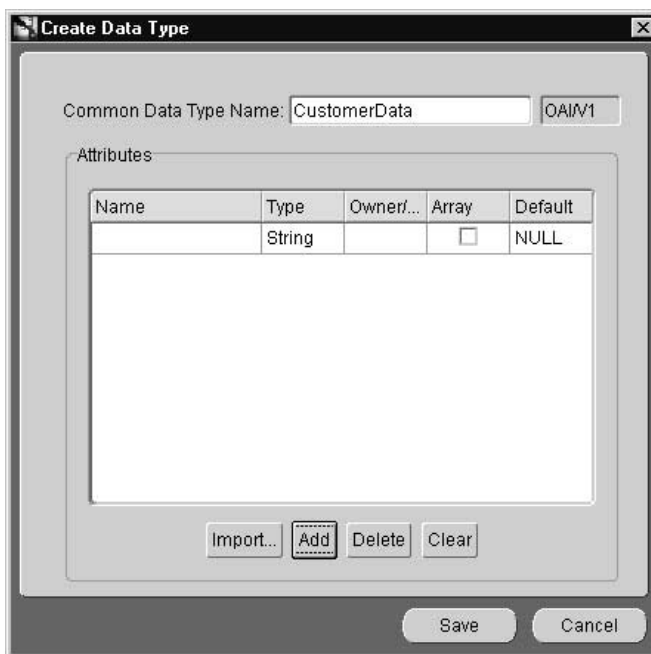 Create Data Type
Common Data Type Name: CustomerData OAI/V1
Attributes
Name Type Owner/... Array Default
String NULL
Import... Add Delete Clear
Save Cancel